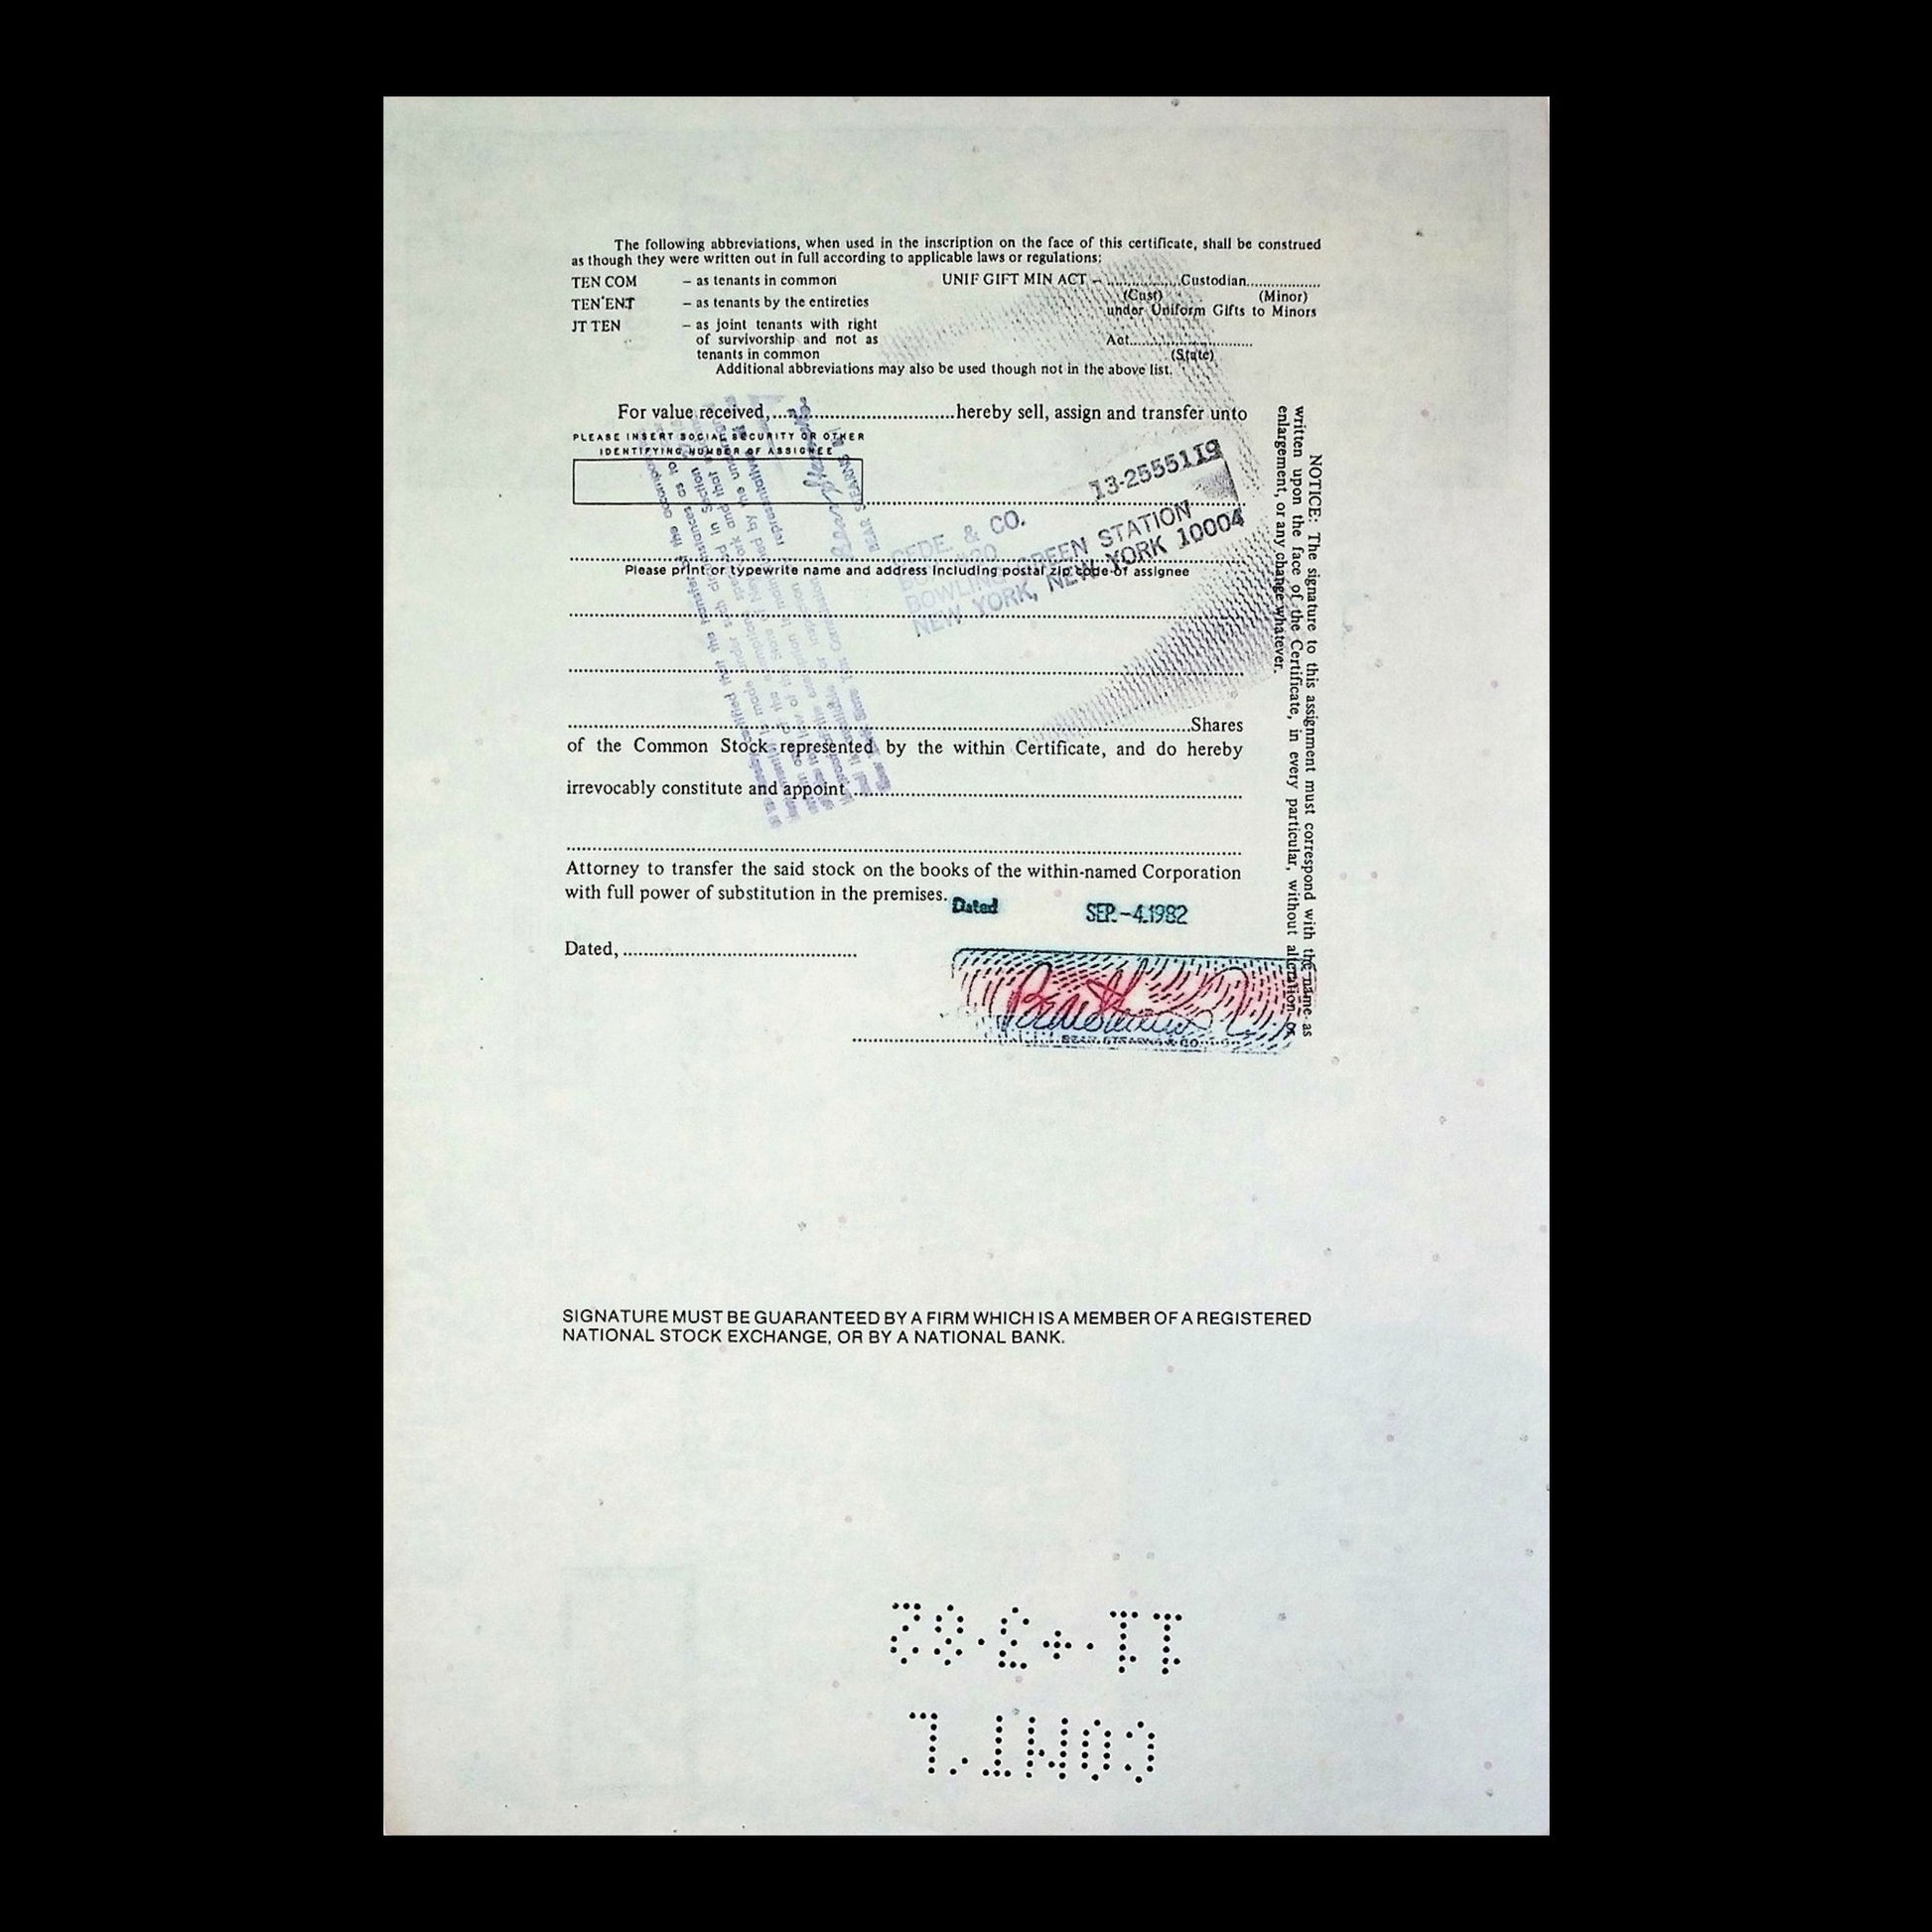 The following abbreviations, when used in the inscription on the face of this certificate, shall be construed
as though they were written out in full according to applicable laws or regulations:
TEN COM – as tenants in common
TEN ENT – as tenants by the entireties
JT TEN – as joint tenants with right
of survivorship and not as
tenants in common
UNIF GIFT MIN ACT – ..................Custodian..................
(Cust) (Minor)
under Uniform Gifts to Minors
Act..............................
(State)
Additional abbreviations may also be used though not in the above list.
For value received,....................................hereby sell, assign and transfer unto
PLEASE INSERT SOCIAL SECURITY OR OTHER
IDENTIFYING NUMBER OF ASSIGNEE
13-2555119
CEDE & CO.
BOWLING GREEN STATION
NEW YORK, NEW YORK 10004
BEAR STEARNS
Please print or typewrite name and address including postal zip code of assignee
Shares
of the Common Stock represented by the within Certificate, and do hereby
irrevocably constitute and appoint
Attorney to transfer the said stock on the books of the within-named Corporation
with full power of substitution in the premises.
Dated SEP.-4.1982
Dated,
BEAR STEARNS & CO.
NOTICE: The signature to this assignment must correspond with the name as
written upon the face of the Certificate, in every particular, without alteration or
enlargement, or any change whatever.
SIGNATURE MUST BE GUARANTEED BY A FIRM WHICH IS A MEMBER OF A REGISTERED
NATIONAL STOCK EXCHANGE, OR BY A NATIONAL BANK.